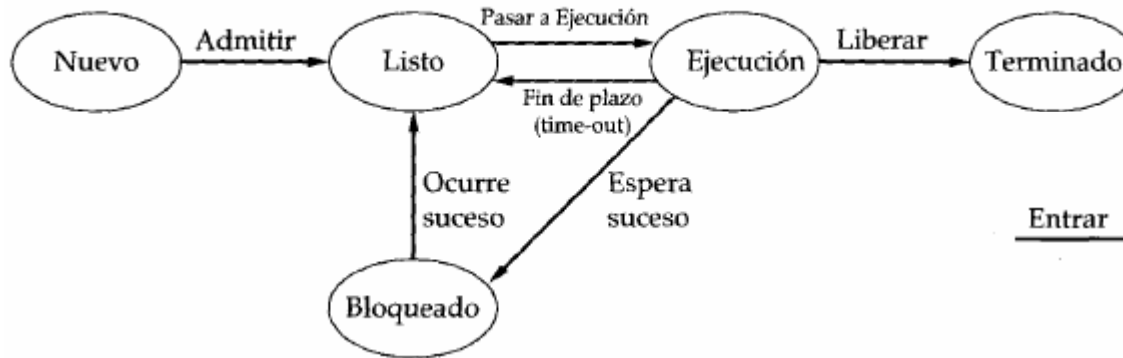 Pasar a Ejecución
Admitir
Liberar
Nuevo
Listo
Ejecución
Terminado
Fin de plazo
(time-out)
Ocurre
suceso
Espera
suceso
Entrar
Bloqueado